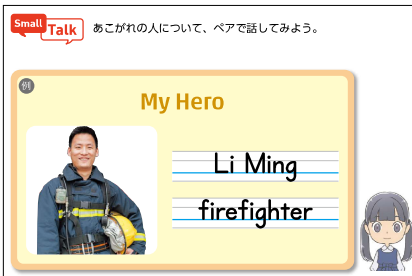 Small
Talk
あこがれの人について、ペアで話してみよう。
例
My Hero
Li Ming
firefighter